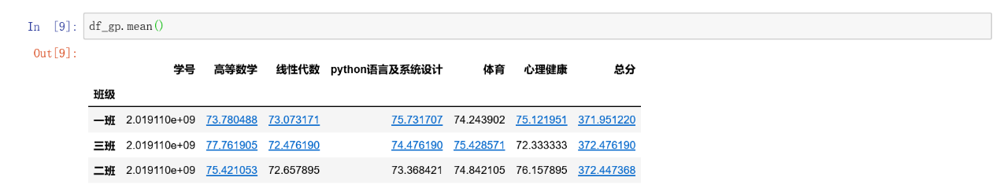 In [9]: df_gp.mean()
Out[9]:
学号 高等数学 线性代数 python语言及系统设计 体育 心理健康 总分
班级
一班 2.019110e+09 73.780488 73.073171 75.731707 74.243902 75.121951 371.951220
三班 2.019110e+09 77.761905 72.476190 74.476190 75.428571 72.333333 372.476190
二班 2.019110e+09 75.421053 72.657895 73.368421 74.842105 76.157895 372.447368